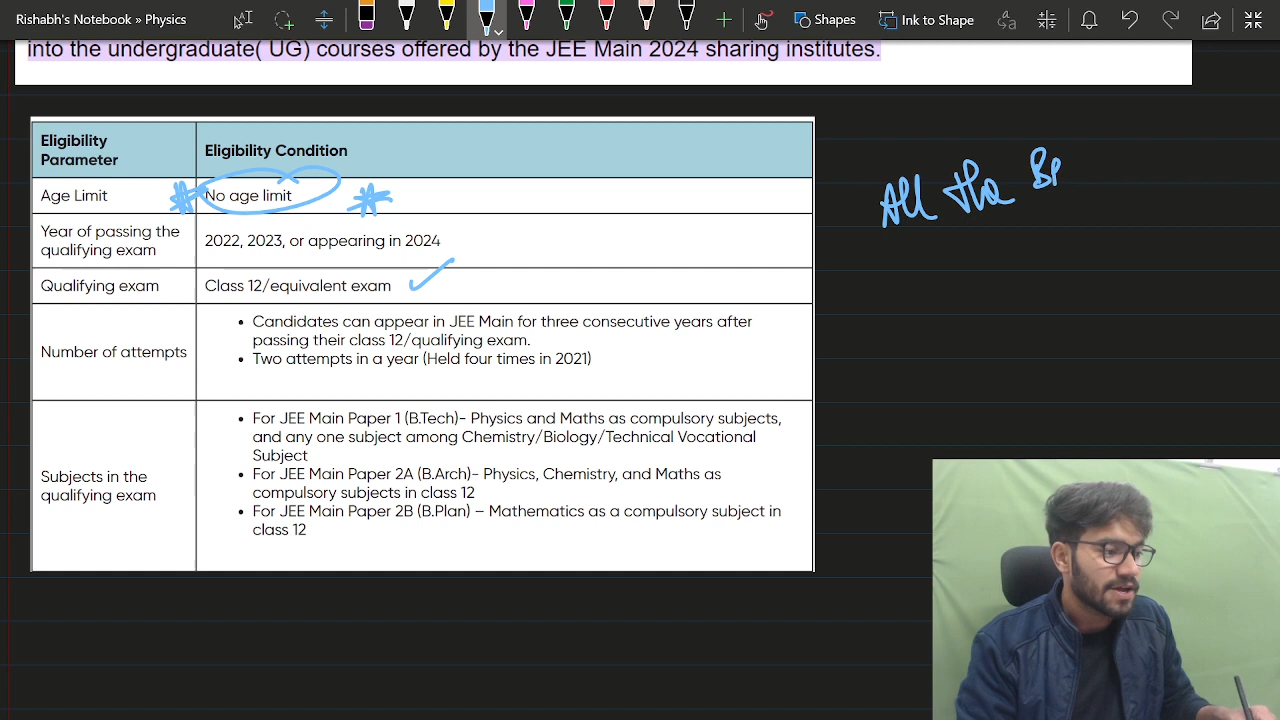 Rishabh's Notebook » Physics
Shapes
Ink to Shape
into the undergraduate( UG) courses offered by the JEE Main 2024 sharing institutes.
Eligibility
Parameter
Eligibility Condition
Age Limit
No age limit
Year of passing the
qualifying exam
2022, 2023, or appearing in 2024
Qualifying exam
Class 12/equivalent exam
Number of attempts
• Candidates can appear in JEE Main for three consecutive years after
passing their class 12/qualifying exam.
• Two attempts in a year (Held four times in 2021)
Subjects in the
qualifying exam
• For JEE Main Paper 1 (B.Tech)- Physics and Maths as compulsory subjects,
and any one subject among Chemistry/Biology/Technical Vocational
Subject
• For JEE Main Paper 2A (B.Arch)- Physics, Chemistry, and Maths as
compulsory subjects in class 12
• For JEE Main Paper 2B (B.Plan) – Mathematics as a compulsory subject in
class 12
All the